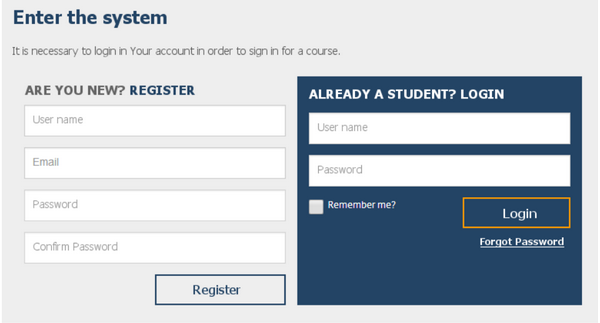 Enter the system
It is necessary to login in Your account in order to sign in for a course.
ARE YOU NEW? REGISTER
User name
Email
Password
Confirm Password
Register
ALREADY A STUDENT? LOGIN
User name
Password
Remember me?
Login
Forgot Password